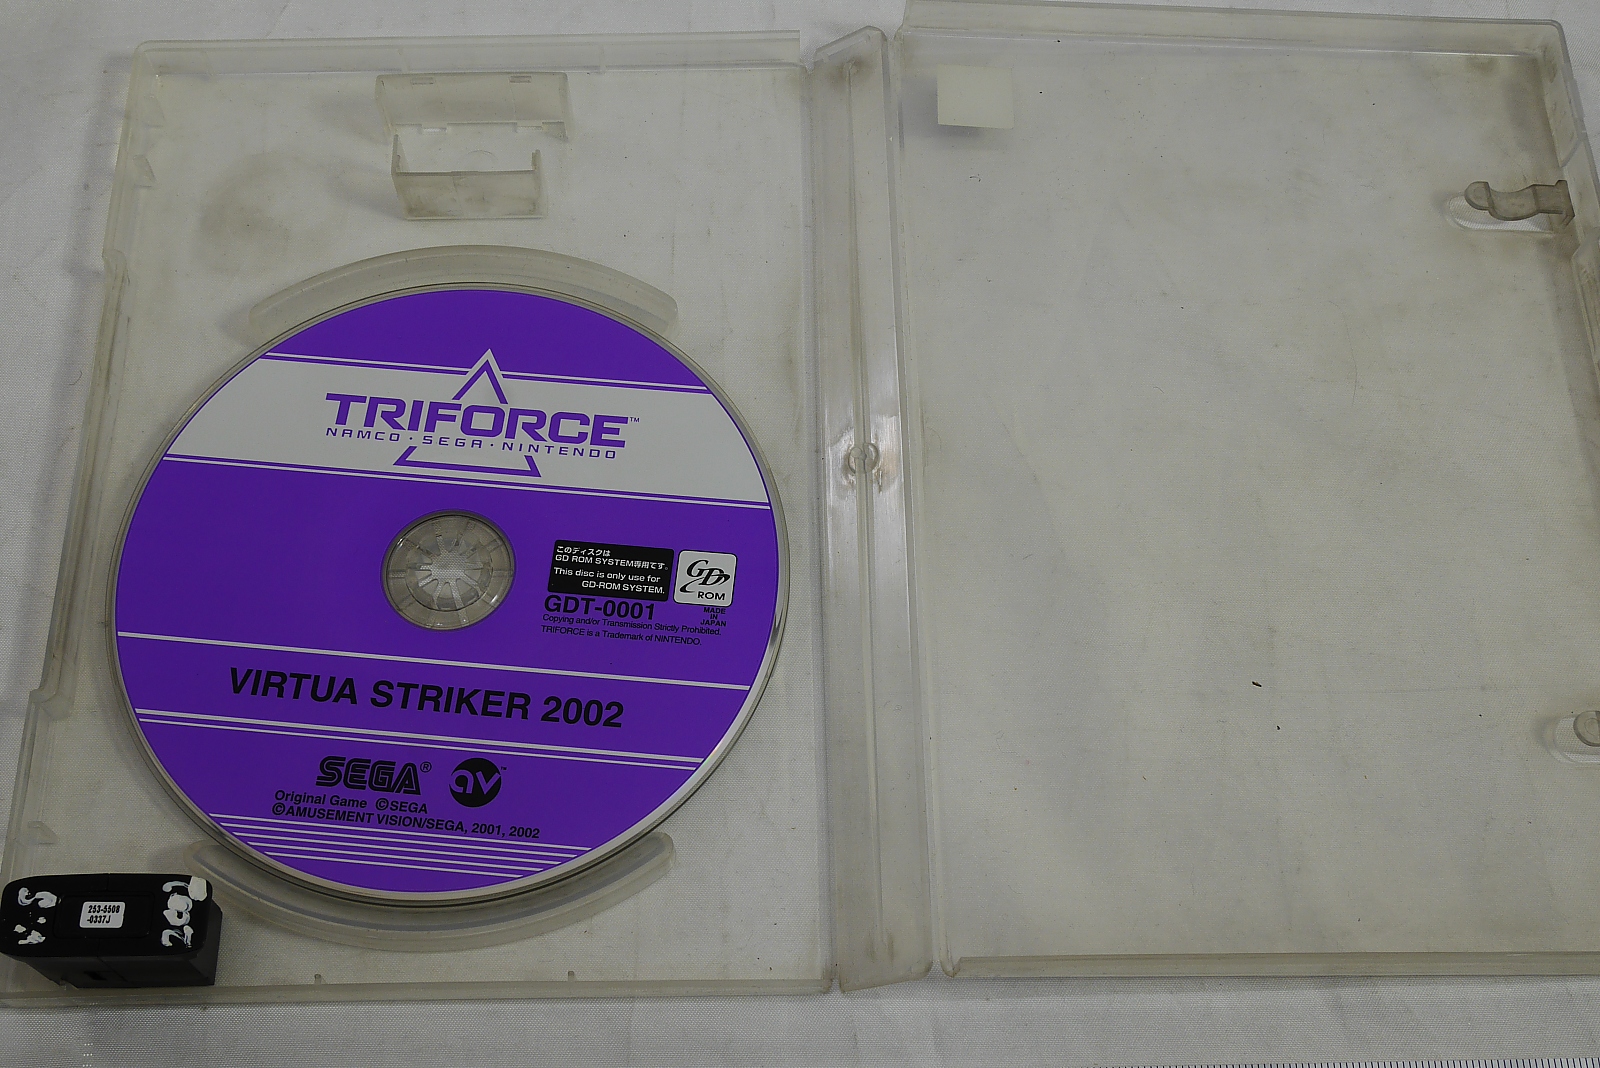 TRIFORCE™
NAMCO · SEGA · NINTENDO
このディスクは
GD ROM SYSTEM専用です。
This disc is only use for
GD-ROM SYSTEM.
GD
ROM
GDT-0001
MADE
IN
JAPAN
Copying and/or Transmission Strictly Prohibited.
TRIFORCE is a Trademark of NINTENDO.
VIRTUA STRIKER 2002
SEGA® av™
Original Game ©SEGA
©AMUSEMENT VISION/SEGA, 2001, 2002
253-5508
-0337J